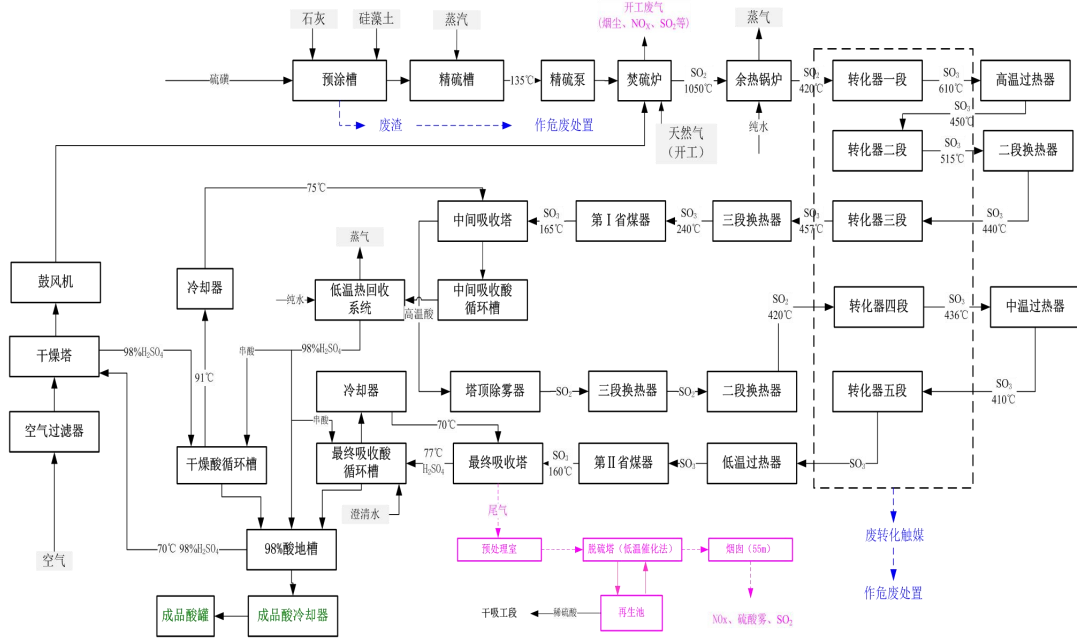 石灰
硅藻土
蒸汽
开工废气
(烟尘、NOX、SO2等)
蒸气
硫磺
预涂槽
精硫槽
135℃
精硫泵
焚硫炉
SO2
1050℃
余热锅炉
SO2
420℃
转化器一段
SO3
610℃
高温过热器
废渣
作危废处置
天然气
（开工）
纯水
SO3
450℃
转化器二段
SO3
515℃
二段换热器
75℃
中间吸收塔
SO3
165℃
第Ⅰ省煤器
SO3
240℃
三段换热器
SO3
457℃
转化器三段
SO3
440℃
蒸气
鼓风机
冷却器
纯水
低温热回收
系统
高温酸
中间吸收酸
循环槽
SO2
420℃
转化器四段
SO3
436℃
中温过热器
干燥塔
98%H2SO4
91℃
串酸
98%H2SO4
冷却器
塔顶除雾器
SO2
三段换热器
SO2
二段换热器
转化器五段
SO3
410℃
空气过滤器
串酸
70℃
干燥酸循环槽
最终吸收酸
循环槽
77℃
H2SO4
最终吸收塔
SO3
160℃
第Ⅱ省煤器
SO3
低温过热器
SO3
澄清水
尾气
空气
70℃ 98%H2SO4
98%酸地槽
预处理室
脱硫塔（低温催化法）
烟囱（55m）
废转化触媒
作危废处置
成品酸罐
成品酸冷却器
干吸工段
稀硫酸
再生池
NOx、硫酸雾、SO2